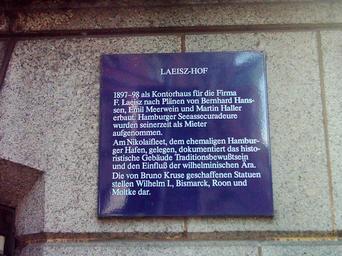 LAEISZ-HOF
1897-98 als Kontorhaus für die Firma
F. Laeisz nach Plänen von Bernhard Hans-
sen, Emil Meerwein und Martin Haller
erbaut. Hamburger Seeassecuradeure
wurden seinerzeit als Mieter
aufgenommen.
Am Nikolaifleet, dem ehemaligen Hambur-
ger Hafen, gelegen, dokumentiert das histo-
ristische Gebäude Traditionsbewußtsein
und den Einfluß der wilhelminischen Ära.
Die von Bruno Kruse geschaffenen Statuen
stellen Wilhelm I., Bismarck, Roon und
Moltke dar.